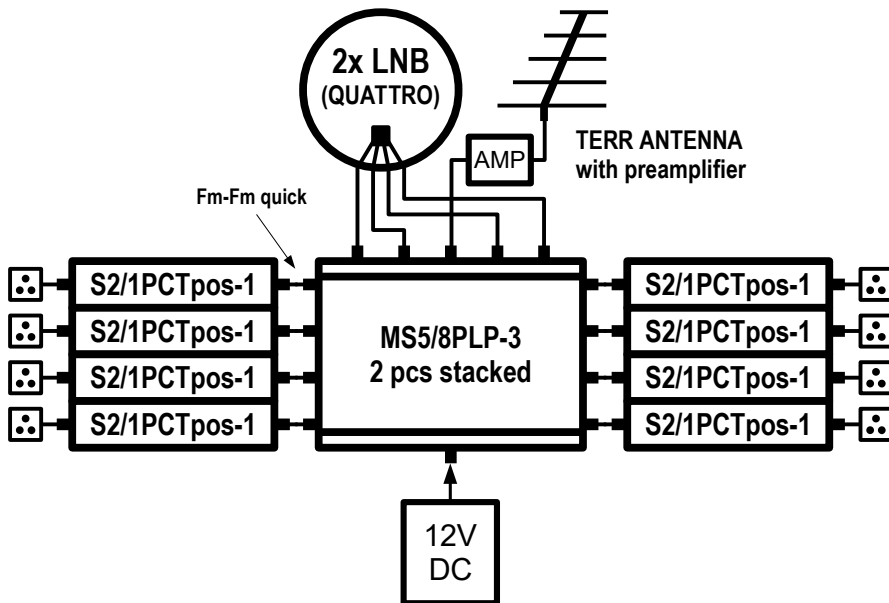 2x LNB
(QUATTRO)
AMP
TERR ANTENNA
with preamplifier
Fm-Fm quick
S2/1PCTpos-1
S2/1PCTpos-1
S2/1PCTpos-1
S2/1PCTpos-1
MS5/8PLP-3
2 pcs stacked
S2/1PCTpos-1
S2/1PCTpos-1
S2/1PCTpos-1
S2/1PCTpos-1
12V
DC